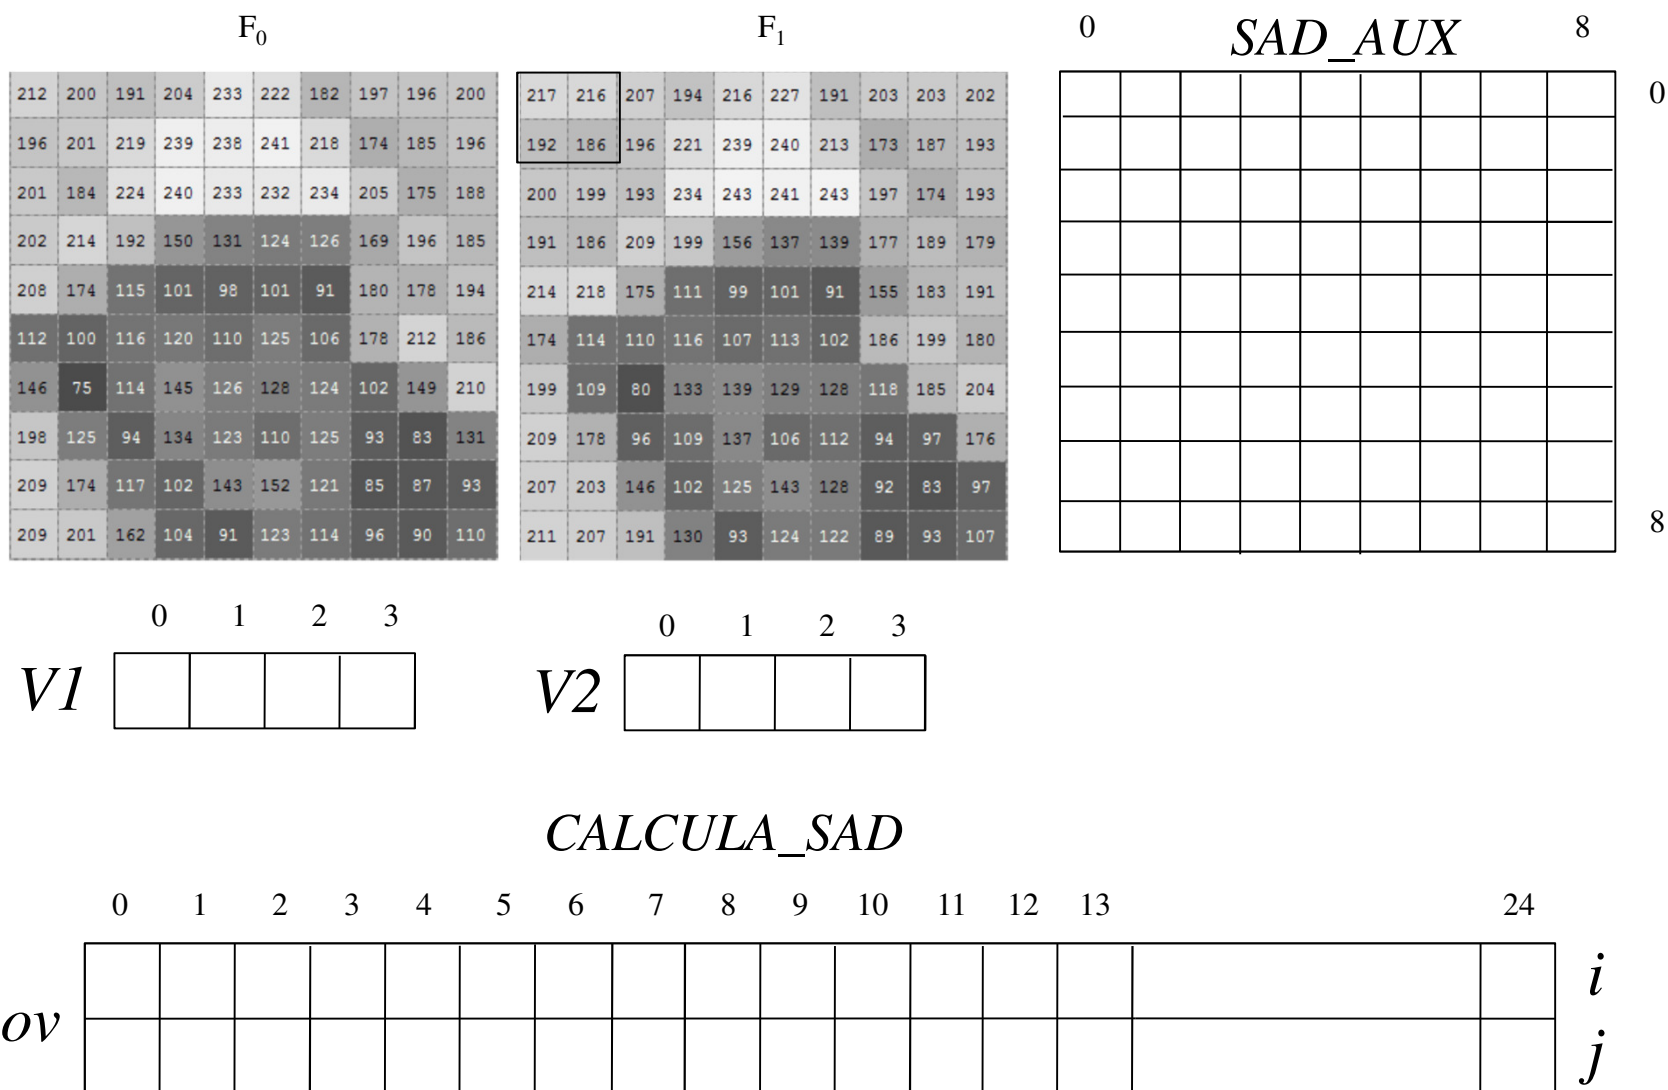 F0 F1 0 SAD_AUX 8
212 200 191 204 233 222 182 197 196 200
196 201 219 239 238 241 218 174 185 196
201 184 224 240 233 232 234 205 175 188
202 214 192 150 131 124 126 169 196 185
208 174 115 101 98 101 91 180 178 194
112 100 116 120 110 125 106 178 212 186
146 75 114 145 126 128 124 102 149 210
198 125 94 134 123 110 125 93 83 131
209 174 117 102 143 152 121 85 87 93
209 201 162 104 91 123 114 96 90 110
217 216 207 194 216 227 191 203 203 202
192 186 196 221 239 240 213 173 187 193
200 199 193 234 243 241 243 197 174 193
191 186 209 199 156 137 139 177 189 179
214 218 175 111 99 101 91 155 183 191
174 114 110 116 107 113 102 186 199 180
199 109 80 133 139 129 128 118 185 204
209 178 96 109 137 106 112 94 97 176
207 203 146 102 125 143 128 92 83 97
211 207 191 130 93 124 122 89 93 107
0
8
0 1 2 3
V1
0 1 2 3
V2
CALCULA_SAD
0 1 2 3 4 5 6 7 8 9 10 11 12 13 24
i
ov
j